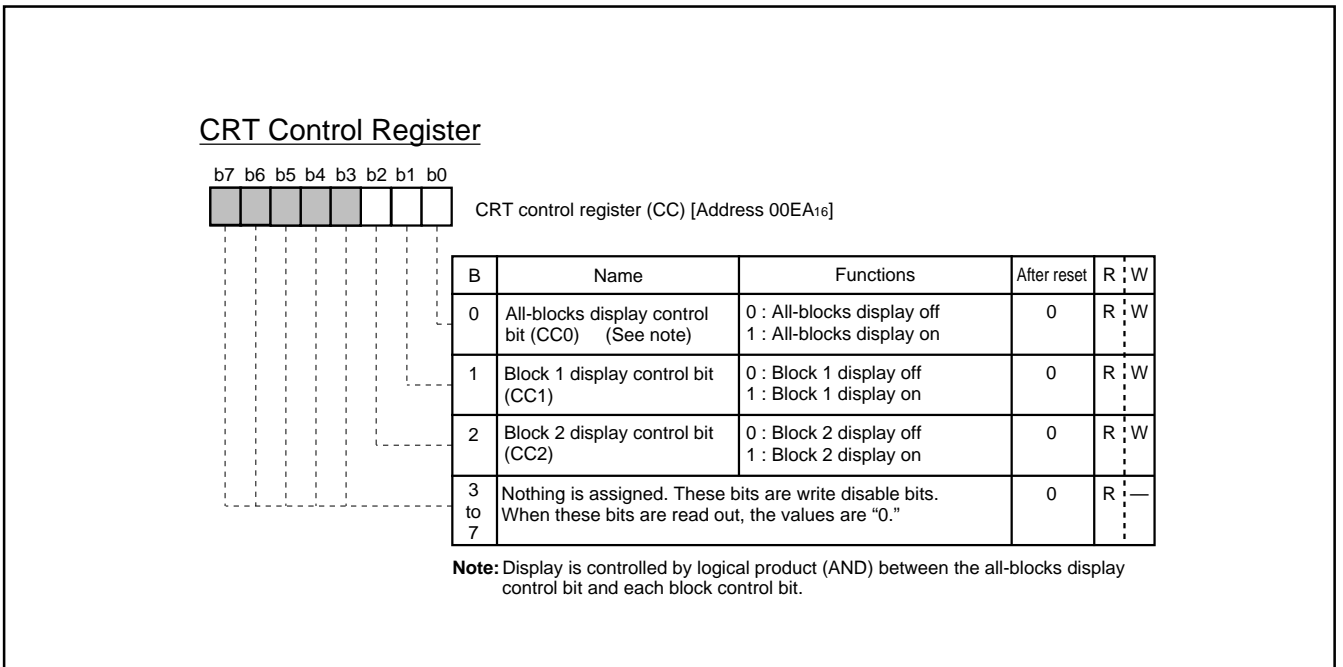 CRT Control Register
b7 b6 b5 b4 b3 b2 b1 b0
CRT control register (CC) [Address 00EA16]
B Name Functions After reset R W
0 All-blocks display control bit (CC0) (See note) 0 : All-blocks display off 0 R W
1 : All-blocks display on
1 Block 1 display control bit (CC1) 0 : Block 1 display off 0 R W
1 : Block 1 display on
2 Block 2 display control bit (CC2) 0 : Block 2 display off 0 R W
1 : Block 2 display on
3 to 7 Nothing is assigned. These bits are write disable bits. 0 R —
When these bits are read out, the values are “0.”
Note: Display is controlled by logical product (AND) between the all-blocks display
control bit and each block control bit.